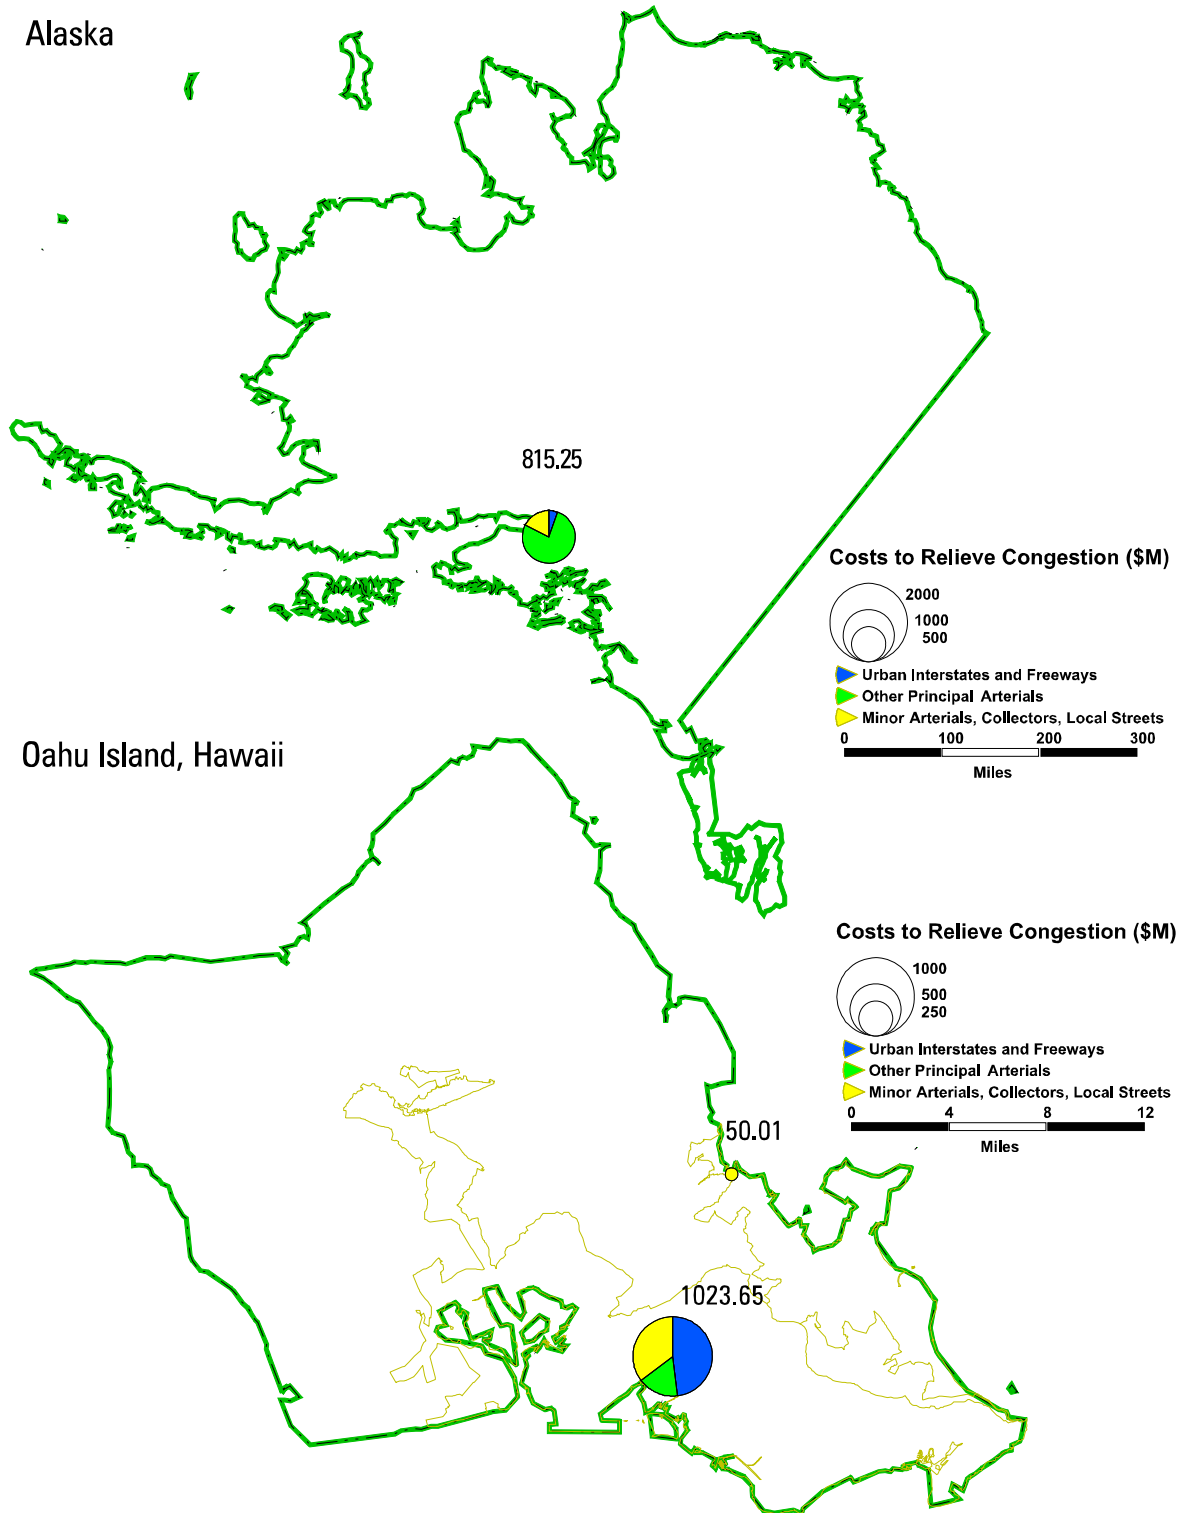 Alaska
815.25
Costs to Relieve Congestion ($M)
2000
1000
500
Urban Interstates and Freeways
Other Principal Arterials
Minor Arterials, Collectors, Local Streets
0 100 200 300
Miles
Oahu Island, Hawaii
Costs to Relieve Congestion ($M)
1000
500
250
Urban Interstates and Freeways
Other Principal Arterials
Minor Arterials, Collectors, Local Streets
0 4 8 12
Miles
50.01
1023.65